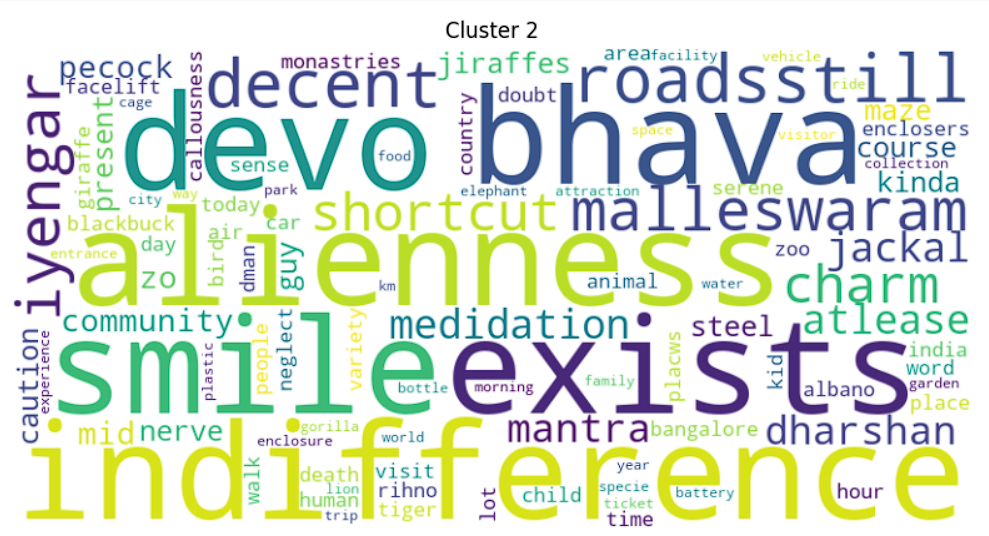 Cluster 2
pecock
facelift
cage
callousness
decent
monastries
jiraffes
area
facility
vehicle
roadsstill
ride
iyengar
giraffe
present
devo
sense
food
country
doubt
bhava
space
visitor
maze
enclosers
course
collection
city
way
today
park
elephant
attraction
serene
kinda
blackbuck
entrance
day
zo
air
bird
car
dman
guy
shortcut
malleswaram
alienness
km
animal
water
zoo
jackal
charm
community
medidation
steel
atlease
caution
experience
smile
plastic
people
neglect
variety
bottle
exists
morning
family
placws
kid
albano
india
word
garden
place
mid
nerve
enclosure
gorilla
world
mantra
bangalore
dharshan
indifference
walk
death
human
lion
trip
visit
rihno
tiger
lot
child
year
specie
ticket
time
battery
hour